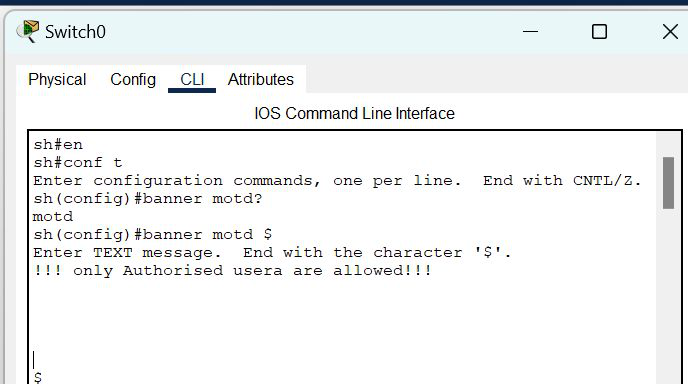 Switch0
Physical Config CLI Attributes
IOS Command Line Interface
sh#en
sh#conf t
Enter configuration commands, one per line.  End with CNTL/Z.
sh(config)#banner motd?
motd
sh(config)#banner motd $
Enter TEXT message.  End with the character '$'.
!!! only Authorised usera are allowed!!!
$